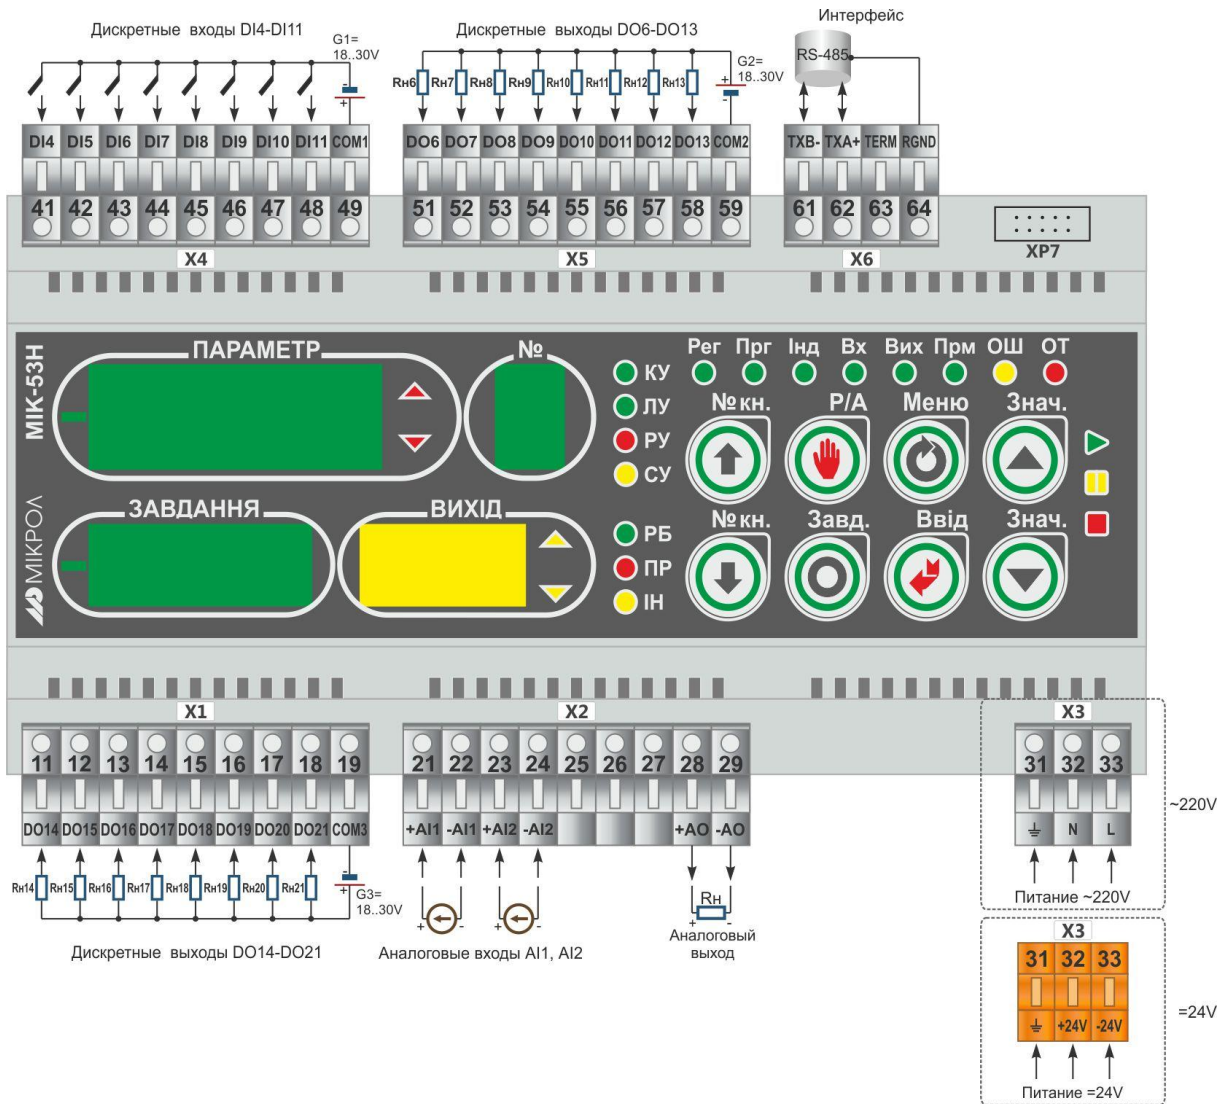 Дискретные входы DI4-DI11
G1=
18..30V
Дискретные выходы DO6-DO13
G2=
18..30V
Интерфейс
RS-485
Rн6 Rн7 Rн8 Rн9 Rн10 Rн11 Rн12 Rн13
- +
+ -
DI4 DI5 DI6 DI7 DI8 DI9 DI10 DI11 COM1
DO6 DO7 DO8 DO9 DO10 DO11 DO12 DO13 COM2
TXB- TXA+ TERM RGND
41 42 43 44 45 46 47 48 49
51 52 53 54 55 56 57 58 59
61 62 63 64
X4
X5
X6
XP7
МІК-53Н
ПАРАМЕТР
№
КУ
ЛУ
РУ
СУ
Рег Прг Інд Вх Вих Прм ОШ ОТ
№ кн. Р/А Меню Знач.
МІКРОЛ
ЗАВДАННЯ
ВИХІД
РБ
ПР
ІН
№ кн. Завд. Ввід Знач.
X1
X2
X3
11 12 13 14 15 16 17 18 19
21 22 23 24 25 26 27 28 29
31 32 33
DO14 DO15 DO16 DO17 DO18 DO19 DO20 DO21 COM3
+AI1 -AI1 +AI2 -AI2 +AO -AO
N L
~220V
Rн14 Rн15 Rн16 Rн17 Rн18 Rн19 Rн20 Rн21
- +
G3=
18..30V
+ - + -
Rн
+ -
Питание ~220V
Дискретные выходы DO14-DO21
Аналоговые входы AI1, AI2
Аналоговый
выход
X3
31 32 33
+24V -24V
=24V
Питание =24V